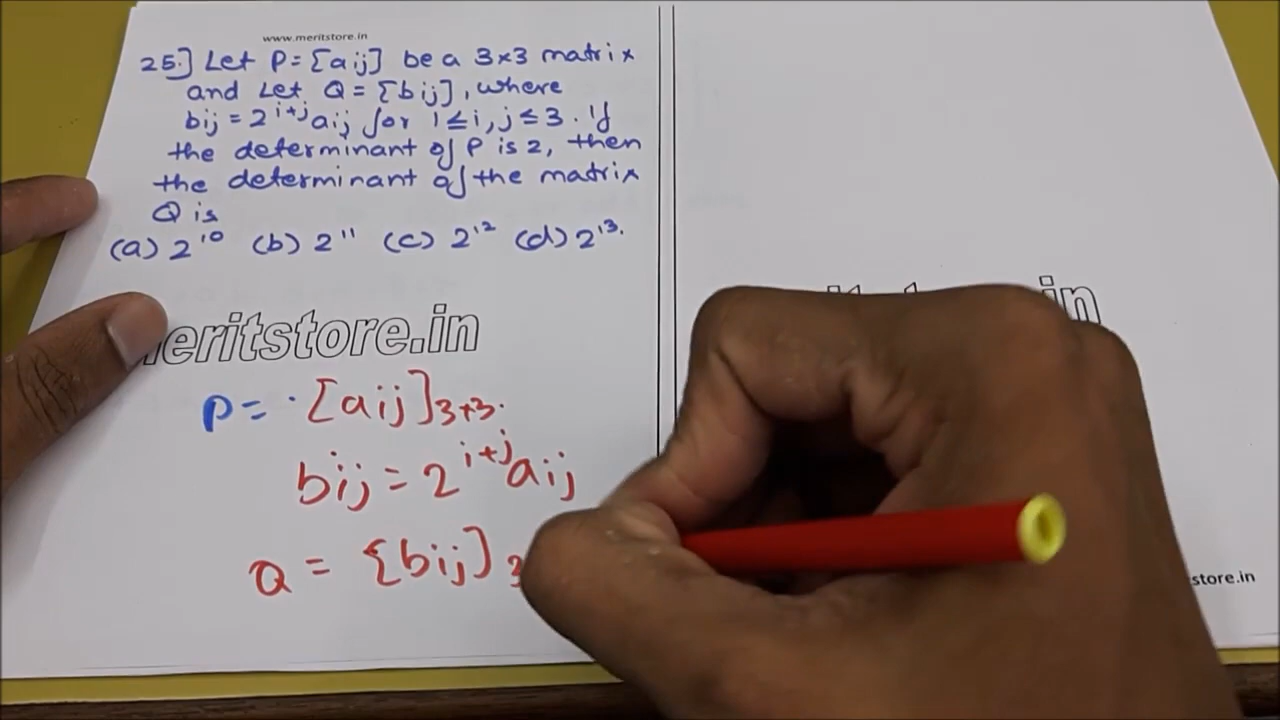 www.meritstore.in
25.] Let P = [aij] be a 3×3 matrix
and Let Q = [bij], where
bij = 2^{i+j} aij for 1 ≤ i, j ≤ 3. If
the determinant of P is 2, then
the determinant of the matrix
Q is
(a) 2^{10} (b) 2^{11} (c) 2^{12} (d) 2^{13}.
meritstore.in
P = [aij]3×3.
bij = 2^{i+j} aij
Q = [bij]3
in
store.in